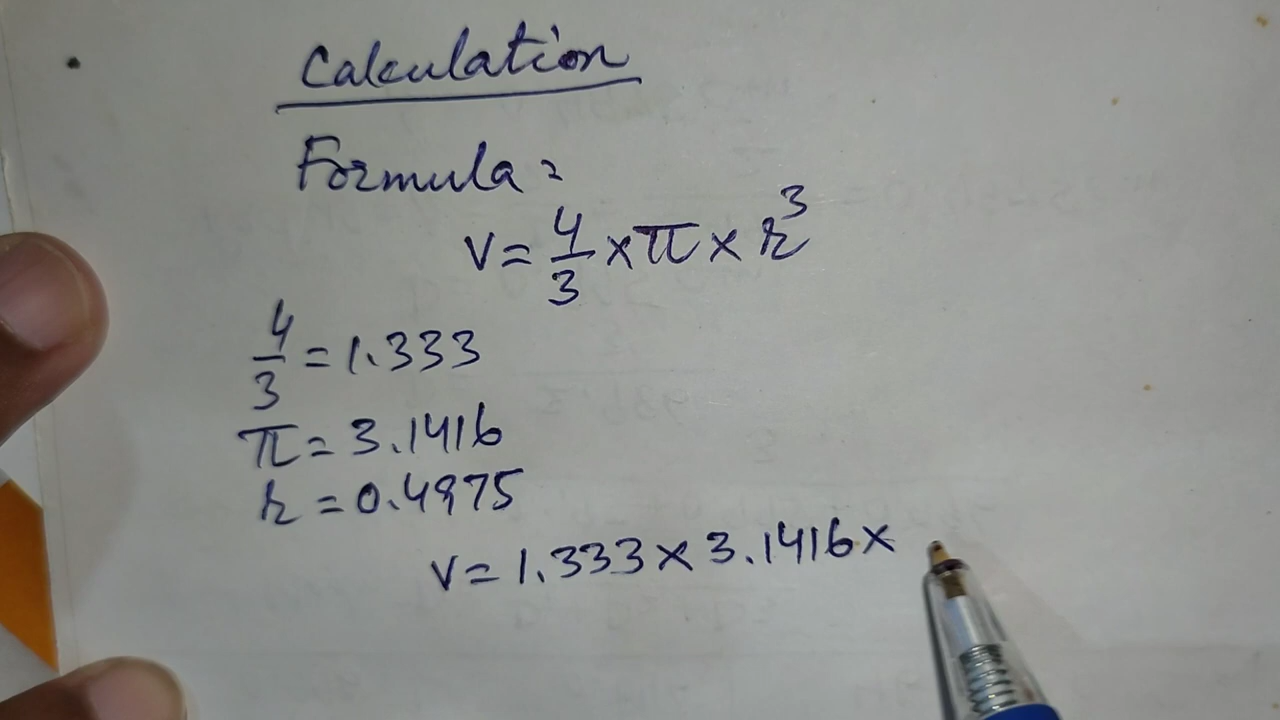 Calculation
Formula =
V = 4/3 × π × r³
4/3 = 1.333
π = 3.1416
r = 0.4975
V = 1.333 × 3.1416 ×